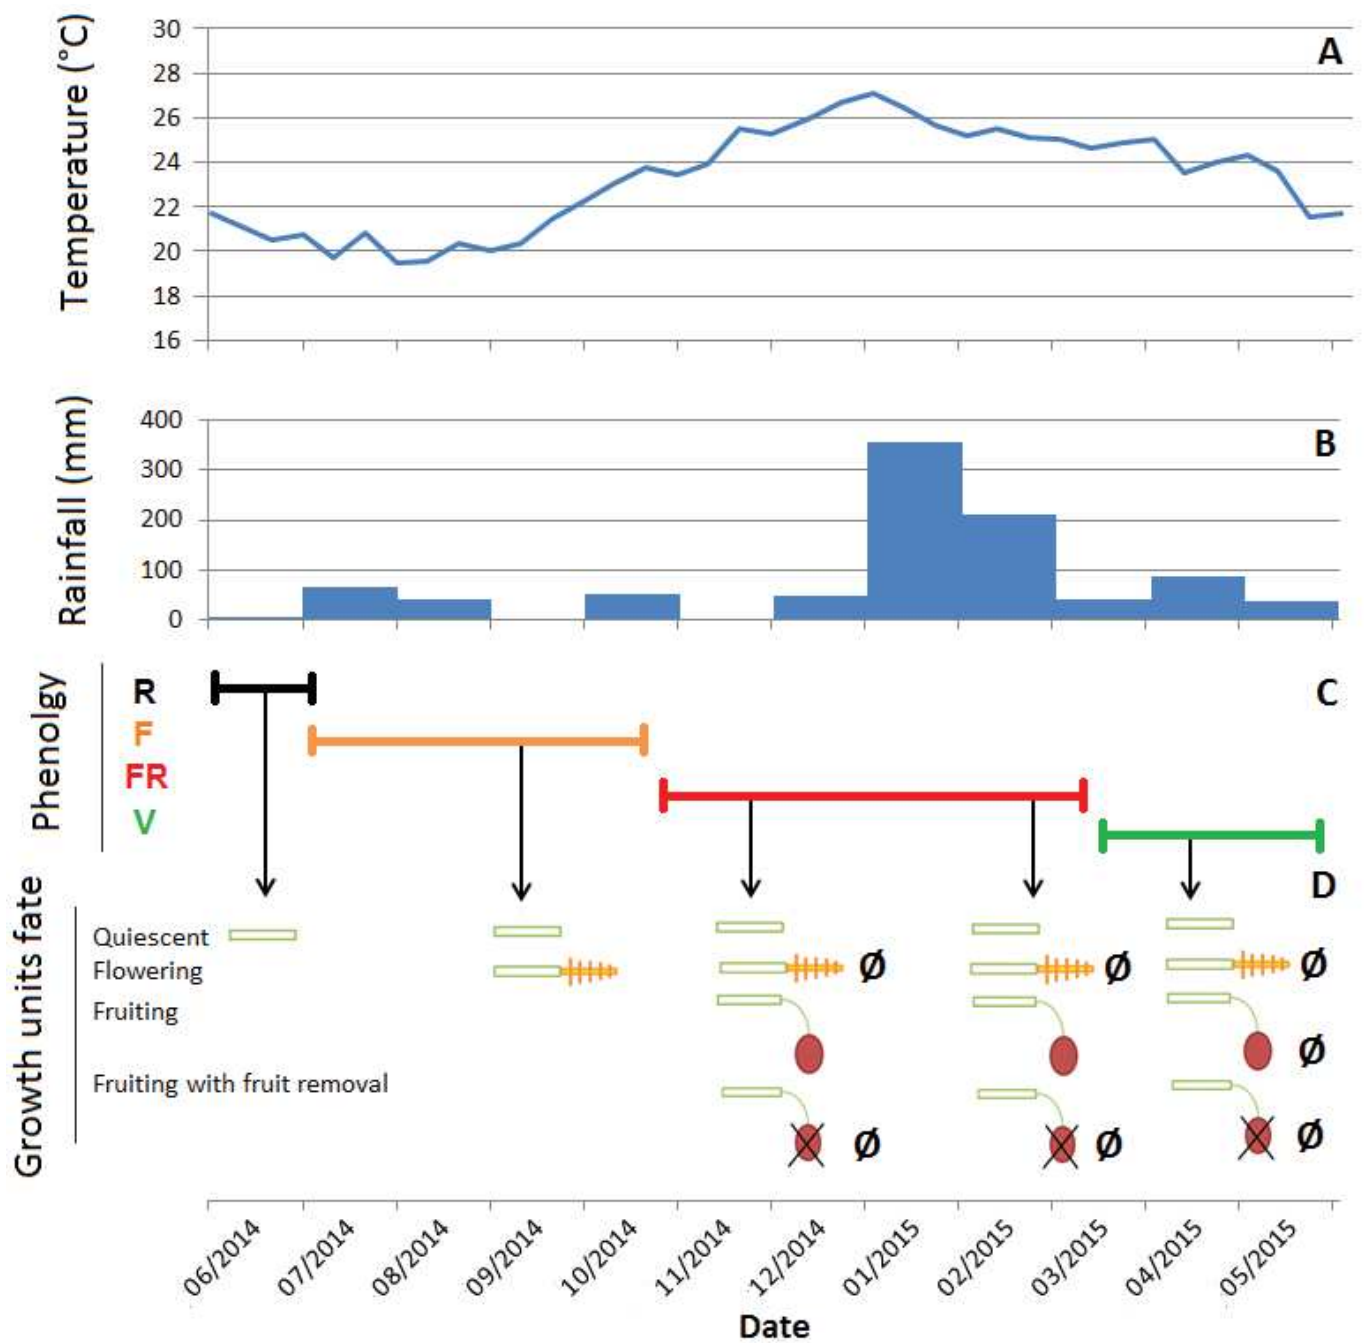 Temperature (°C)
30
28
26
24
22
20
18
16
A
Rainfall (mm)
400
300
200
100
0
B
Phenolgy
R
F
FR
V
C
Growth units fate
D
Quiescent
Flowering
Ø
Ø
Ø
Fruiting
Ø
Fruiting with fruit removal
Ø
Ø
Ø
06/2014
07/2014
08/2014
09/2014
10/2014
11/2014
12/2014
01/2015
02/2015
03/2015
04/2015
05/2015
Date